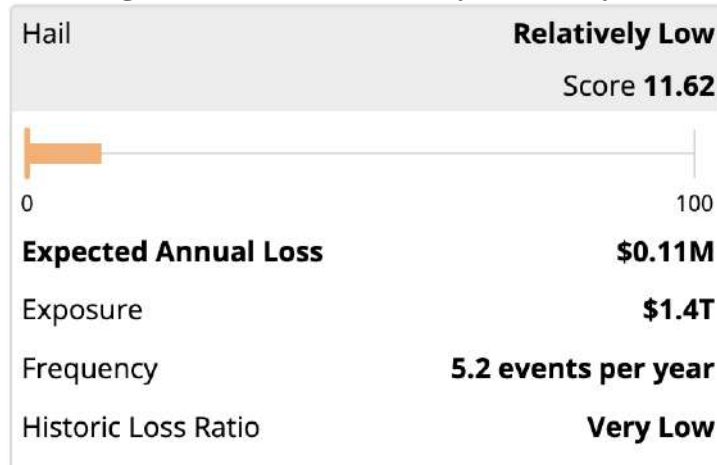 Hail Relatively Low
Score 11.62
0 100
Expected Annual Loss $0.11M
Exposure $1.4T
Frequency 5.2 events per year
Historic Loss Ratio Very Low